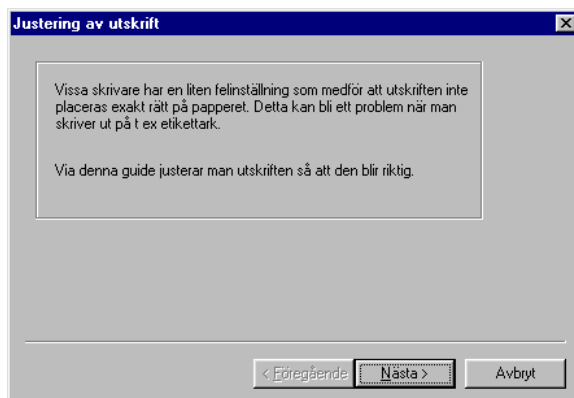 Justering av utskrift
Vissa skrivare har en liten felinställning som medför att utskriften inte
placeras exakt rätt på papperet. Detta kan bli ett problem när man
skriver ut på t ex etikettark.
Via denna guide justerar man utskriften så att den blir riktig.
< Föregående
Nästa >
Avbryt